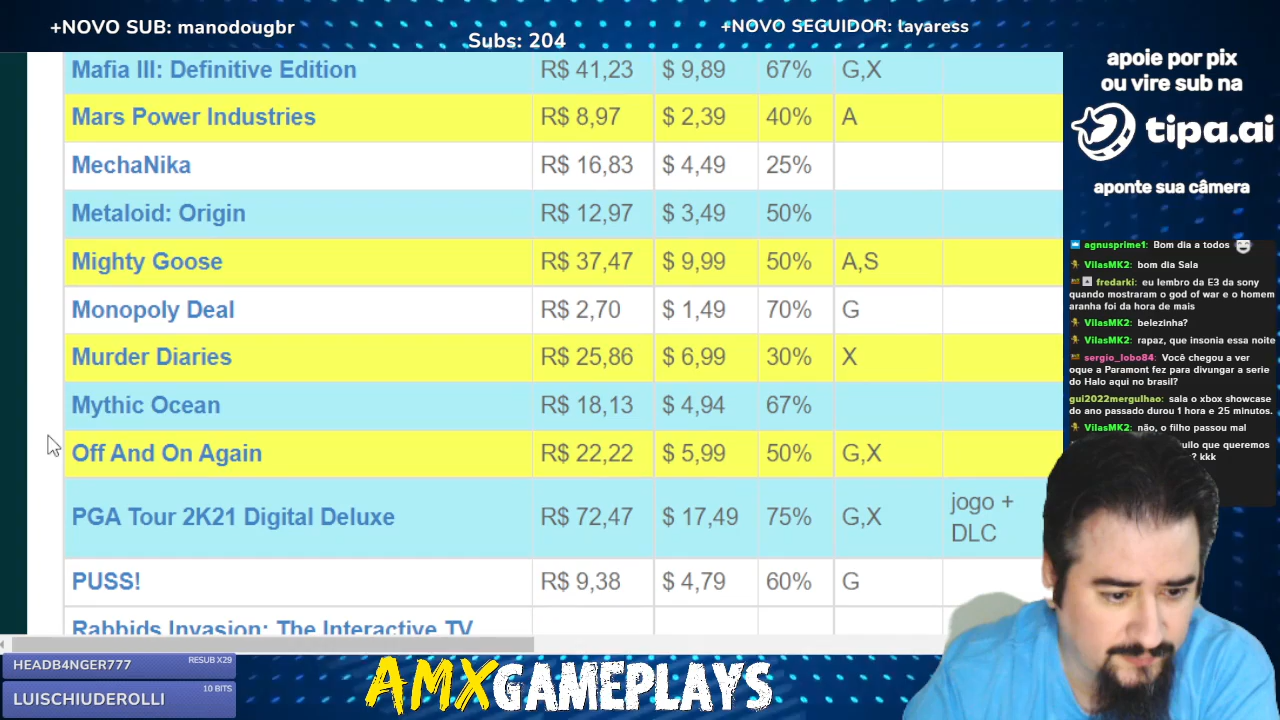 +NOVO SUB: manodougbr
Subs: 204
+NOVO SEGUIDOR: layaress
Mafia III: Definitive Edition R$ 41,23 $ 9,89 67% G,X
Mars Power Industries R$ 8,97 $ 2,39 40% A
MechaNika R$ 16,83 $ 4,49 25%
Metaloid: Origin R$ 12,97 $ 3,49 50%
Mighty Goose R$ 37,47 $ 9,99 50% A,S
Monopoly Deal R$ 2,70 $ 1,49 70% G
Murder Diaries R$ 25,86 $ 6,99 30% X
Mythic Ocean R$ 18,13 $ 4,94 67%
Off And On Again R$ 22,22 $ 5,99 50% G,X
PGA Tour 2K21 Digital Deluxe R$ 72,47 $ 17,49 75% G,X jogo +
DLC
PUSS! R$ 9,38 $ 4,79 60% G
Rabbids Invasion: The Interactive TV
apoie por pix
ou vire sub na
tipa.ai
aponte sua câmera
agnusprime1: Bom dia a todos
VilasMK2: bom dia Sala
fredarki: eu lembro da E3 da sony
quando mostraram o god of war e o homem
aranha foi da hora de mais
VilasMK2: belezinha?
VilasMK2: rapaz, que insonia essa noite
sergio_lobo84: Você chegou a ver
oque a Paramont fez para divungar a serie
do Halo aqui no brasil?
gui2022mergulhao: sala o xbox showcase
do ano passado durou 1 hora e 25 minutos.
VilasMK2: não, o filho passou mal
que queremos
? kkk
HEADB4NGER777 RESUB X29
LUISCHIUDEROLLI 10 BITS
AMXGAMEPLAYS